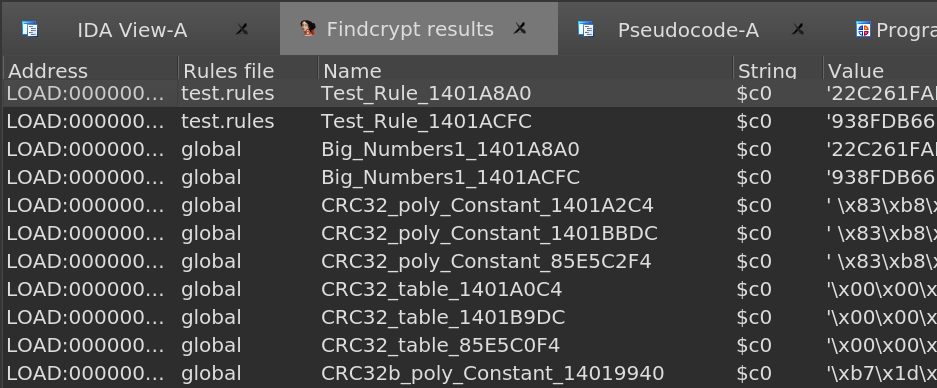 IDA View-A Findcrypt results Pseudocode-A Progra
Address Rules file Name String Value
LOAD:000000... test.rules Test_Rule_1401A8A0 $c0 '22C261FA
LOAD:000000... test.rules Test_Rule_1401ACFC $c0 '938FDB66
LOAD:000000... global Big_Numbers1_1401A8A0 $c0 '22C261FA
LOAD:000000... global Big_Numbers1_1401ACFC $c0 '938FDB66
LOAD:000000... global CRC32_poly_Constant_1401A2C4 $c0 ' \x83\xb8\x
LOAD:000000... global CRC32_poly_Constant_1401BBDC $c0 ' \x83\xb8\x
LOAD:000000... global CRC32_poly_Constant_85E5C2F4 $c0 ' \x83\xb8\x
LOAD:000000... global CRC32_table_1401A0C4 $c0 '\x00\x00\x
LOAD:000000... global CRC32_table_1401B9DC $c0 '\x00\x00\x
LOAD:000000... global CRC32_table_85E5C0F4 $c0 '\x00\x00\x
LOAD:000000... global CRC32b_poly_Constant_14019940 $c0 '\xb7\x1d\x